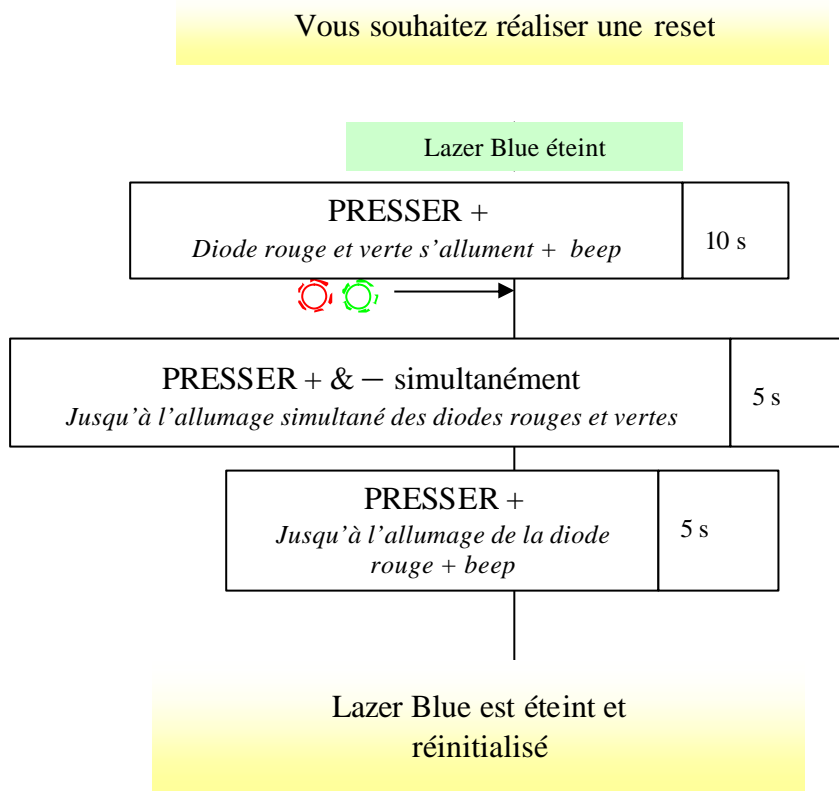 Vous souhaitez réaliser une reset
Lazer Blue éteint
PRESSER +
Diode rouge et verte s'allument + beep
10 s
PRESSER + & – simultanément
Jusqu'à l'allumage simultané des diodes rouges et vertes
5 s
PRESSER +
Jusqu'à l'allumage de la diode
rouge + beep
5 s
Lazer Blue est éteint et
réinitialisé